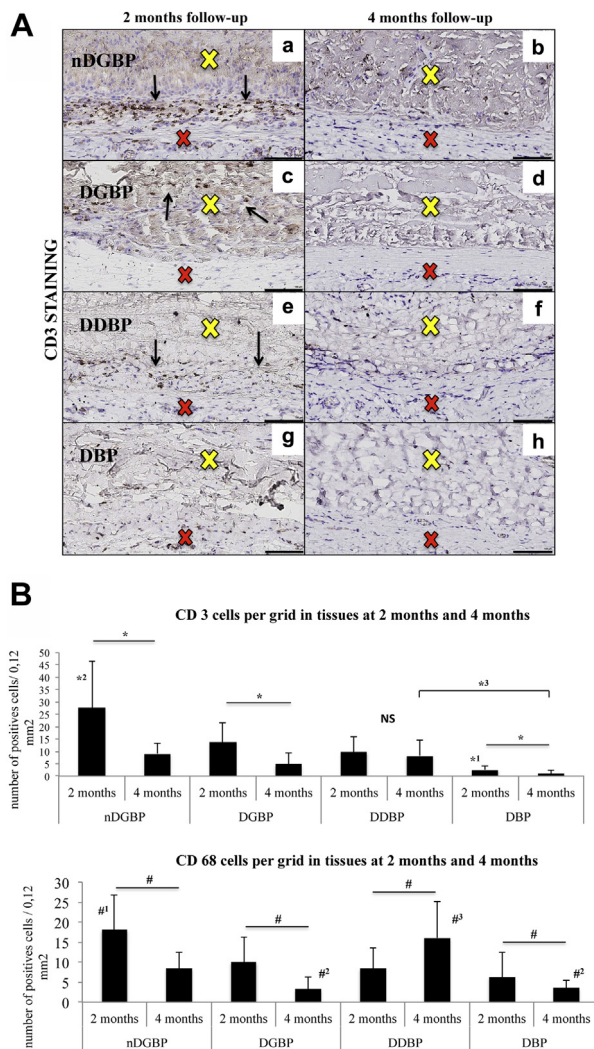 2 months follow-up 4 months follow-up
A
CD3 STAINING
nDGBP a b
DGBP c d
DDBP e f
DBP g h
B
CD 3 cells per grid in tissues at 2 months and 4 months
number of positives cells/ 0,12
mm2
50
45
40
35
30
25
20
15
10
5
0
*
*2
*
NS
*3
*1
*
2 months 4 months 2 months 4 months 2 months 4 months 2 months 4 months
nDGBP DGBP DDBP DBP
CD 68 cells per grid in tissues at 2 months and 4 months
number of positives cells / 0,12
mm2
30
25
20
15
10
5
0
#
#1
#
#2
#
#3
#
#2
2 months 4 months 2 months 4 months 2 months 4 months 2 months 4 months
nDGBP DGBP DDBP DBP